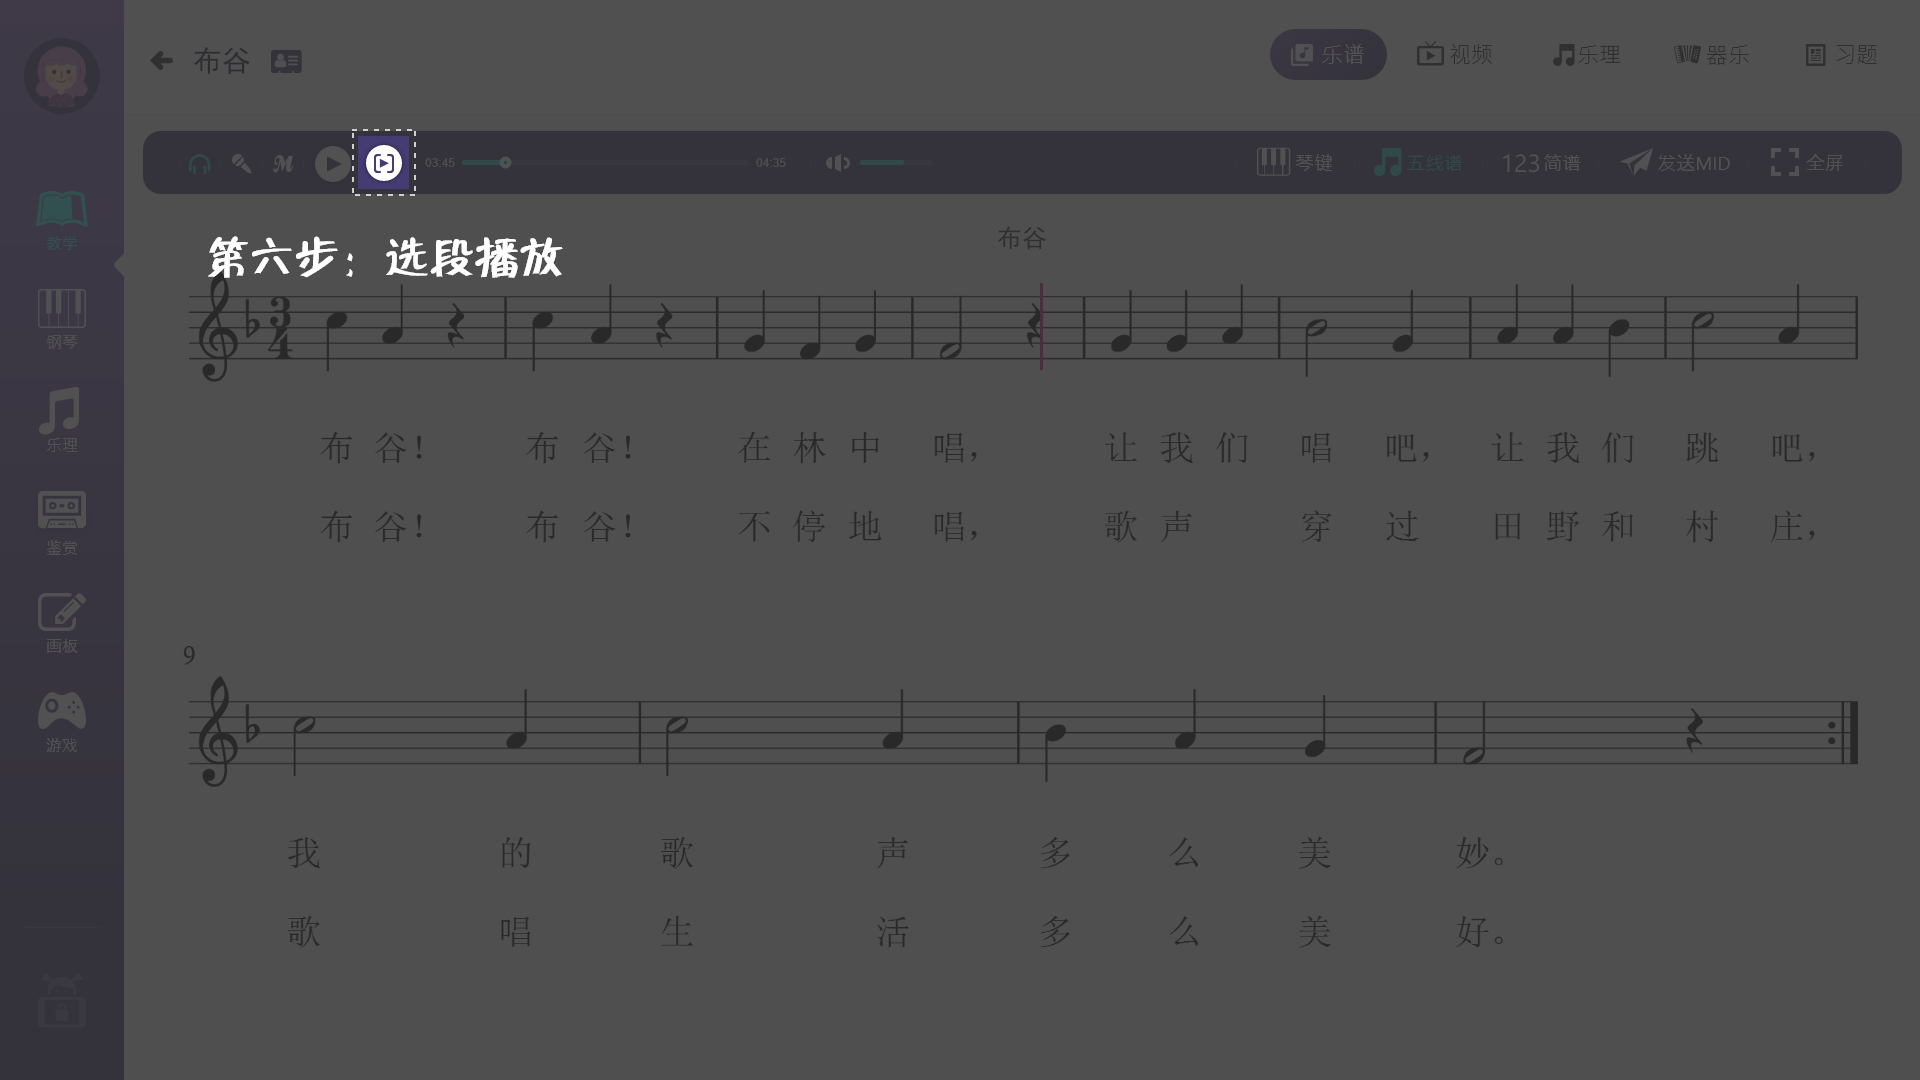 布谷
乐谱 视频 乐理 器乐 习题
M 03:45 04:35 琴键 五线谱 123 简谱 发送MID 全屏
教学
钢琴
乐理
鉴赏
画板
游戏
布谷
第六步：选段播放
3
4
布 谷！ 布 谷！ 在 林 中 唱， 让 我 们 唱 吧， 让 我 们 跳 吧，
布 谷！ 布 谷！ 不 停 地 唱， 歌 声 穿 过 田 野 和 村 庄，
9
我 的 歌 声 多 么 美 妙。
歌 唱 生 活 多 么 美 好。